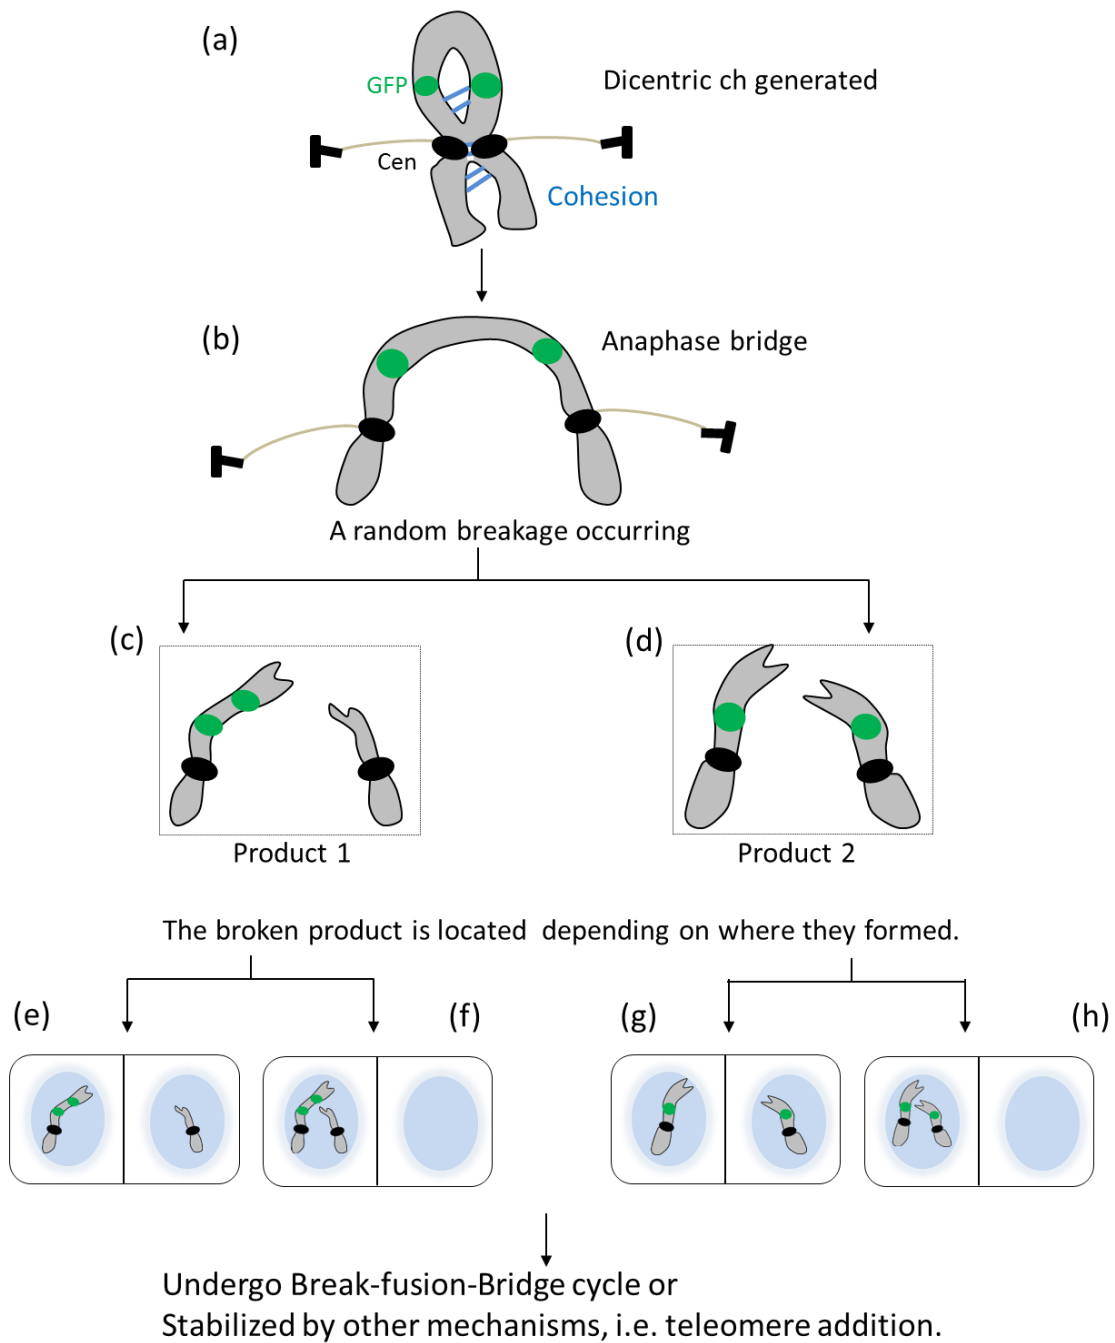 (a)
GFP
Dicentric ch generated
Cen
Cohesion
(b)
Anaphase bridge
A random breakage occurring
(c)
(d)
Product 1
Product 2
The broken product is located depending on where they formed.
(e)
(f)
(g)
(h)
Undergo Break-fusion-Bridge cycle or
Stabilized by other mechanisms, i.e. teleomere addition.